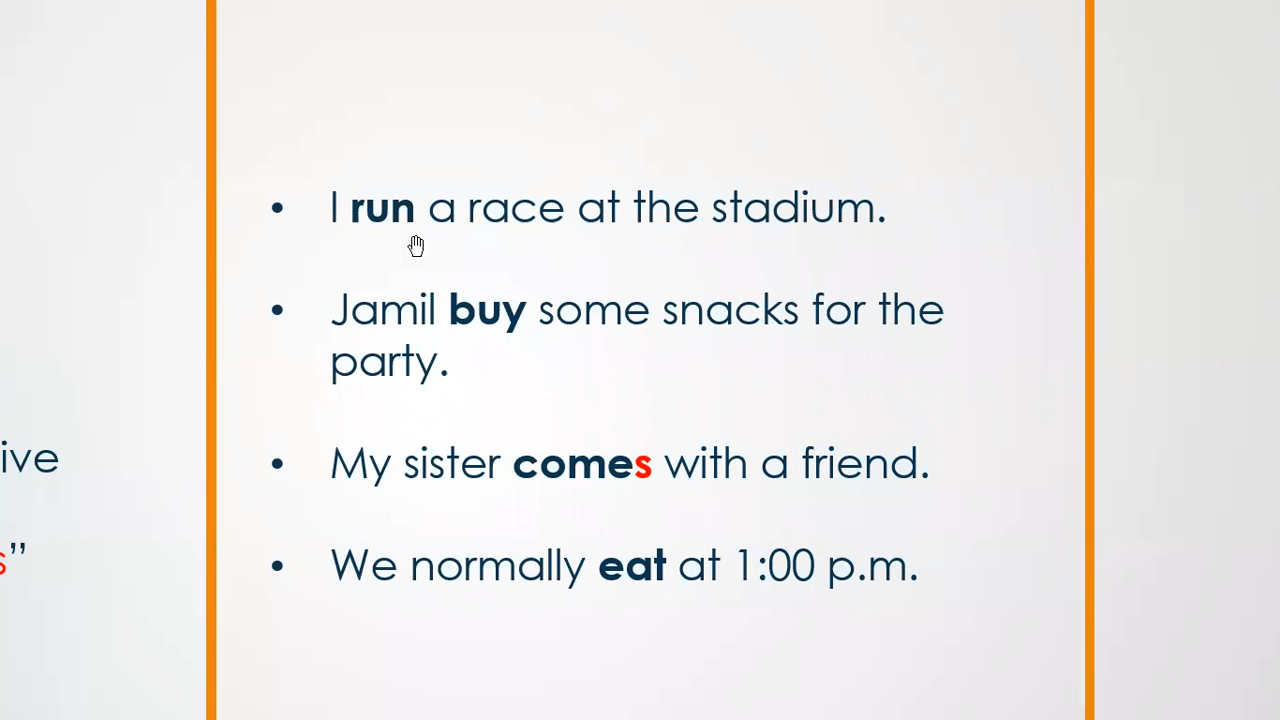 • I run a race at the stadium.
• Jamil buy some snacks for the
party.
ive
• My sister comes with a friend.
s”
• We normally eat at 1:00 p.m.